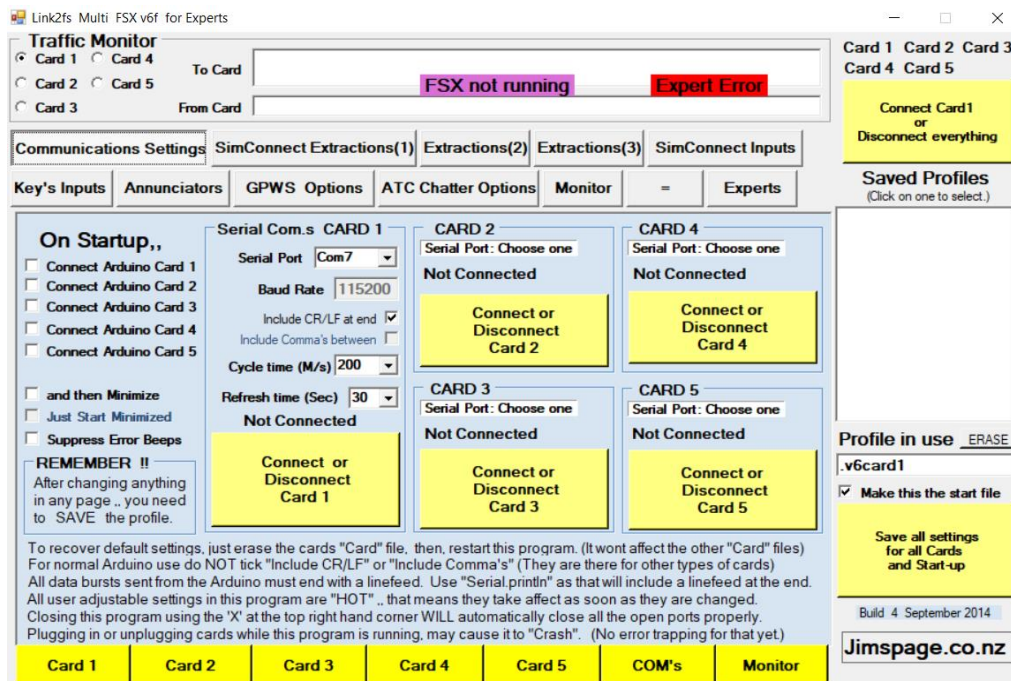 Link2fs Multi FSX v6f for Experts
Traffic Monitor
Card 1 Card 4
Card 2 Card 5
Card 3
To Card
From Card
FSX not running
Expert Error
Card 1 Card 2 Card 3
Card 4 Card 5
Connect Card1
or
Disconnect everything
Communications Settings SimConnect Extractions(1) Extractions(2) Extractions(3) SimConnect Inputs
Key's Inputs Annunciators GPWS Options ATC Chatter Options Monitor = Experts
Saved Profiles
(Click on one to select.)
On Startup,,
Connect Arduino Card 1
Connect Arduino Card 2
Connect Arduino Card 3
Connect Arduino Card 4
Connect Arduino Card 5
and then Minimize
Just Start Minimized
Suppress Error Beeps
REMEMBER !!
After changing anything
in any page ,, you need
to SAVE the profile.
Serial Com.s CARD 1
Serial Port Com7
Baud Rate 115200
Include CR/LF at end
Include Comma's between
Cycle time (M/s) 200
Refresh time (Sec) 30
Not Connected
Connect or
Disconnect
Card 1
CARD 2
Serial Port: Choose one
Not Connected
Connect or
Disconnect
Card 2
CARD 3
Serial Port: Choose one
Not Connected
Connect or
Disconnect
Card 3
CARD 4
Serial Port: Choose one
Not Connected
Connect or
Disconnect
Card 4
CARD 5
Serial Port: Choose one
Not Connected
Connect or
Disconnect
Card 5
Profile in use ERASE
.v6card1
Make this the start file
Save all settings
for all Cards
and Start-up
Build 4 September 2014
Jimspage.co.nz
To recover default settings, just erase the cards "Card" file, then, restart this program. (It wont affect the other "Card" files)
For normal Arduino use do NOT tick "Include CR/LF" or "Include Comma's" (They are there for other types of cards)
All data bursts sent from the Arduino must end with a linefeed. Use "Serial.println" as that will include a linefeed at the end.
All user adjustable settings in this program are "HOT" ,, that means they take affect as soon as they are changed.
Closing this program using the 'X' at the top right hand corner WILL automatically close all the open ports properly.
Plugging in or unplugging cards while this program is running, may cause it to "Crash". (No error trapping for that yet.)
Card 1 Card 2 Card 3 Card 4 Card 5 COM's Monitor